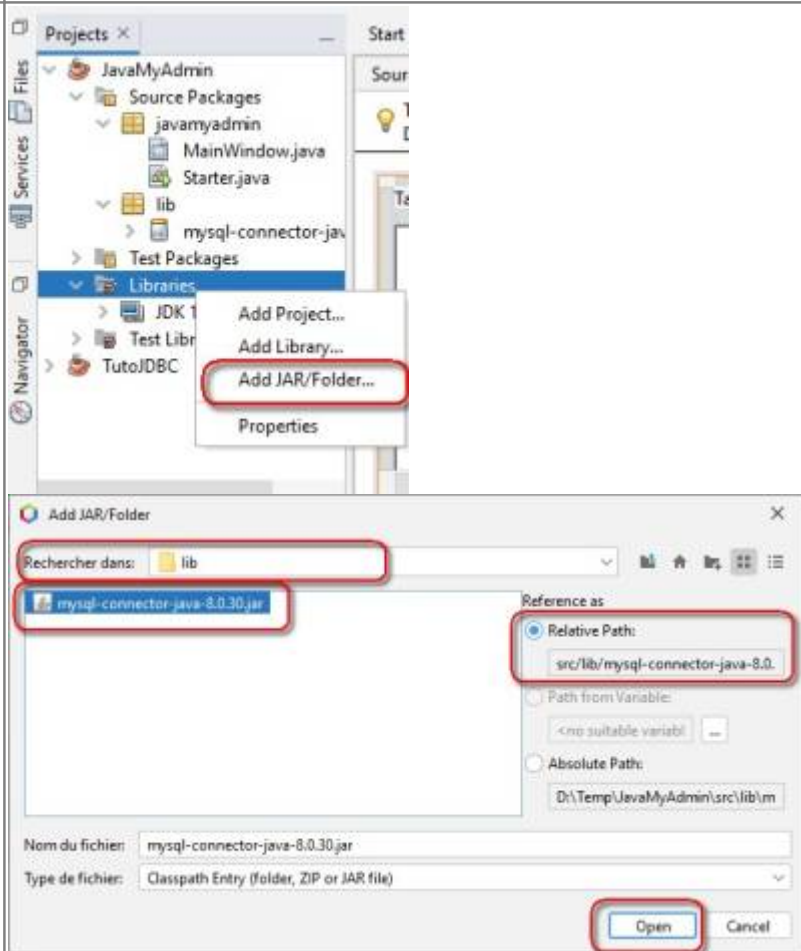 Projects ×
Start
Files
Services
Navigator
JavaMyAdmin
Sour
Source Packages
javamyadmin
MainWindow.java
Starter.java
Ta
lib
mysql-connector-jav
Test Packages
Libraries
JDK 1
Add Project...
Test Libr
Add Library...
TutoJDBC
Add JAR/Folder...
Properties
Add JAR/Folder
Rechercher dans: lib
mysql-connector-java-8.0.30.jar
Reference as
Relative Path:
src/lib/mysql-connector-java-8.0.
Path from Variable:
<no suitable variabl ...
Absolute Path:
D:\Temp\JavaMyAdmin\src\lib\m
Nom du fichier: mysql-connector-java-8.0.30.jar
Type de fichier: Classpath Entry (folder, ZIP or JAR file)
Open Cancel